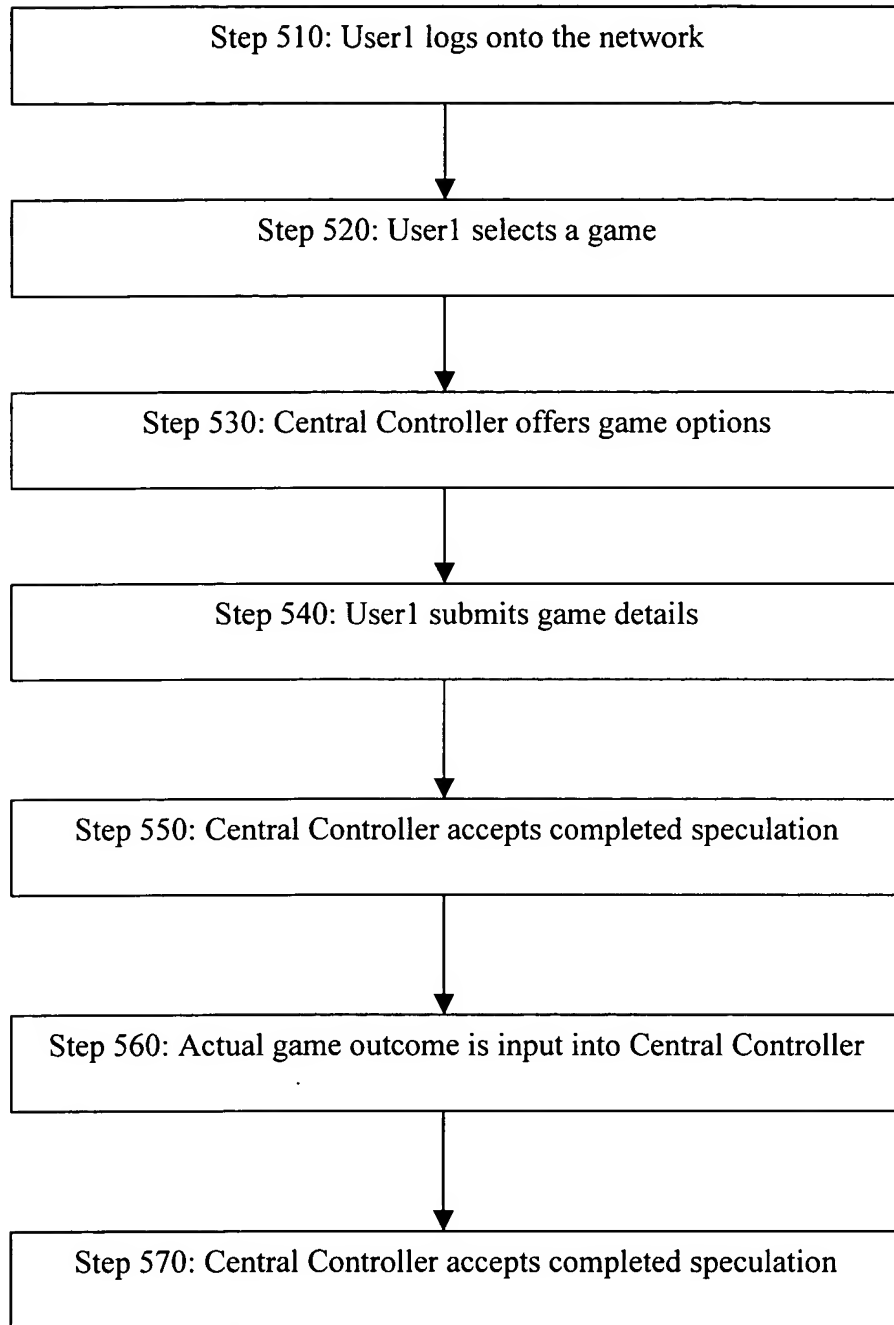 Step 510: User1 logs onto the network
Step 520: User1 selects a game
Step 530: Central Controller offers game options
Step 540: User1 submits game details
Step 550: Central Controller accepts completed speculation
Step 560: Actual game outcome is input into Central Controller
Step 570: Central Controller accepts completed speculation